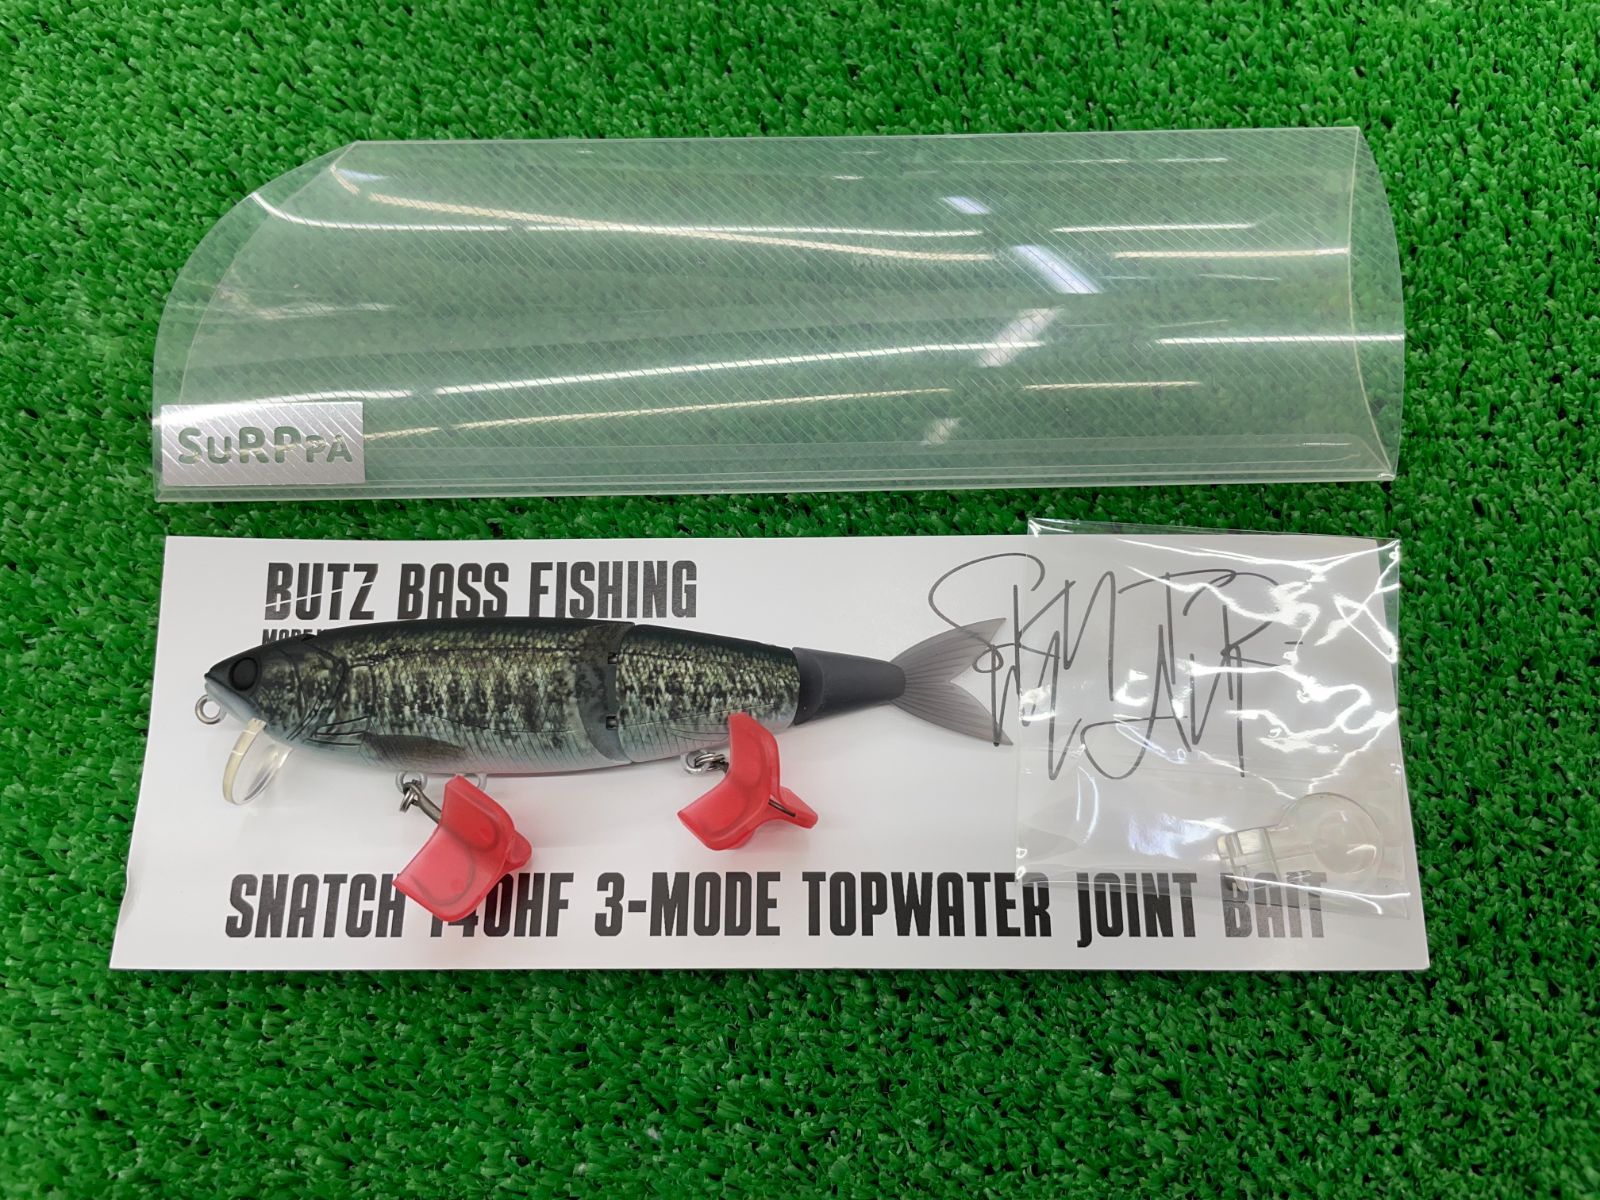 SuRPPA
BUTZ BASS FISHING
SNATCH 140HF 3-MODE TOPWATER JOINT BAIT